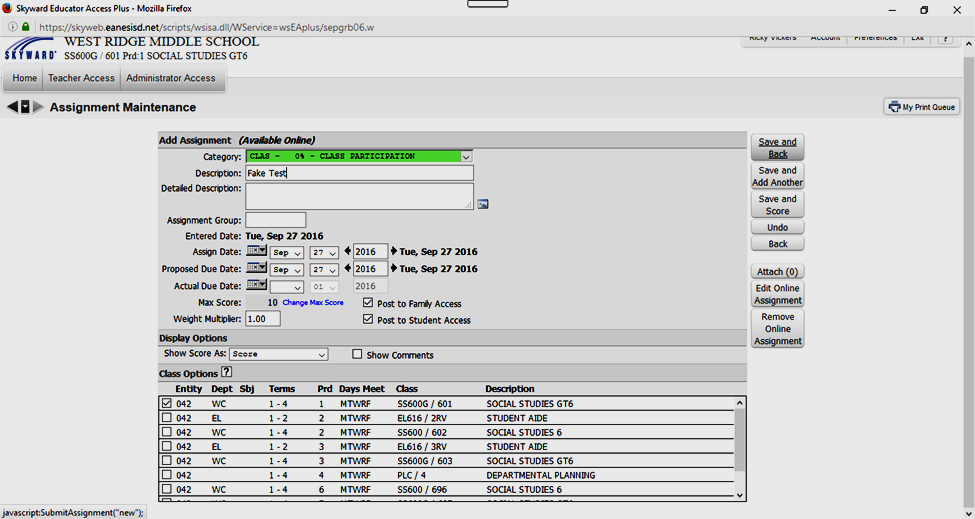 Skyward Educator Access Plus - Mozilla Firefox
https://skyweb.eanesisd.net/scripts/wsisa.dll/WService=wsEAplus/sepgrb06.w
SKYWARD
WEST RIDGE MIDDLE SCHOOL
SS600G / 601 Prd:1 SOCIAL STUDIES GT6
Ricky Vickers Account Preferences Exit ?
Home Teacher Access Administrator Access
Assignment Maintenance
My Print Queue
Add Assignment (Available Online)
Category: CLAS - 0% - CLASS PARTICIPATION
Description: Fake Test
Detailed Description:
Assignment Group:
Entered Date: Tue, Sep 27 2016
Assign Date: Sep 27 2016 Tue, Sep 27 2016
Proposed Due Date: Sep 27 2016 Tue, Sep 27 2016
Actual Due Date: 01 2016
Max Score: 10 Change Max Score Post to Family Access
Weight Multiplier: 1.00 Post to Student Access
Display Options
Show Score As: Score Show Comments
Class Options ?
Entity Dept Sbj Terms Prd Days Meet Class Description
042 WC 1 - 4 1 MTWRF SS600G / 601 SOCIAL STUDIES GT6
042 EL 1 - 2 2 MTWRF EL616 / 2RV STUDENT AIDE
042 WC 1 - 4 2 MTWRF SS600 / 602 SOCIAL STUDIES 6
042 EL 1 - 2 3 MTWRF EL616 / 3RV STUDENT AIDE
042 WC 1 - 4 3 MTWRF SS600G / 603 SOCIAL STUDIES GT6
042 1 - 4 4 MTWRF PLC / 4 DEPARTMENTAL PLANNING
042 WC 1 - 4 6 MTWRF SS600 / 696 SOCIAL STUDIES 6
Save and
Back
Save and
Add Another
Save and
Score
Undo
Back
Attach (0)
Edit Online
Assignment
Remove
Online
Assignment
javascript:SubmitAssignment("new");